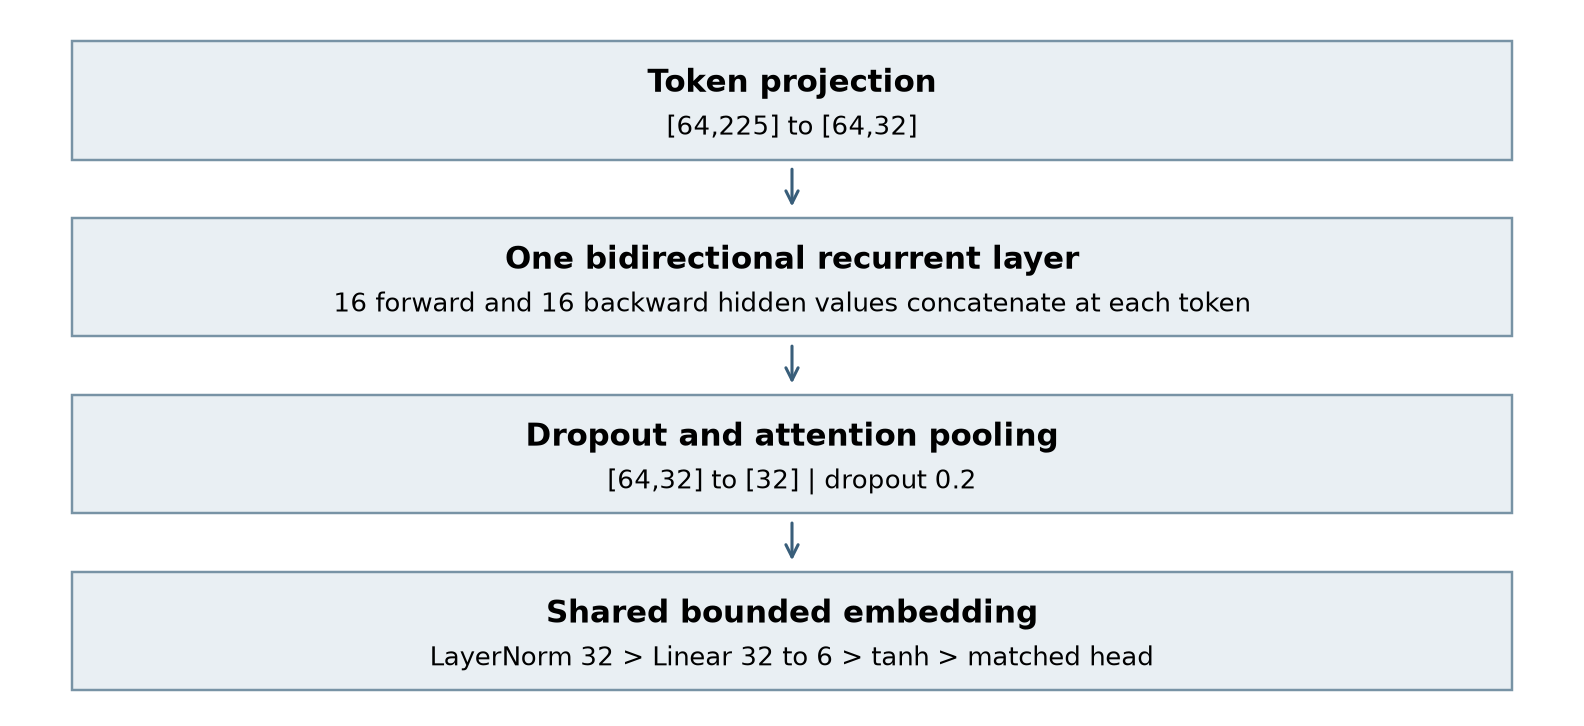 Token projection
[64,225] to [64,32]
One bidirectional recurrent layer
16 forward and 16 backward hidden values concatenate at each token
Dropout and attention pooling
[64,32] to [32] | dropout 0.2
Shared bounded embedding
LayerNorm 32 > Linear 32 to 6 > tanh > matched head